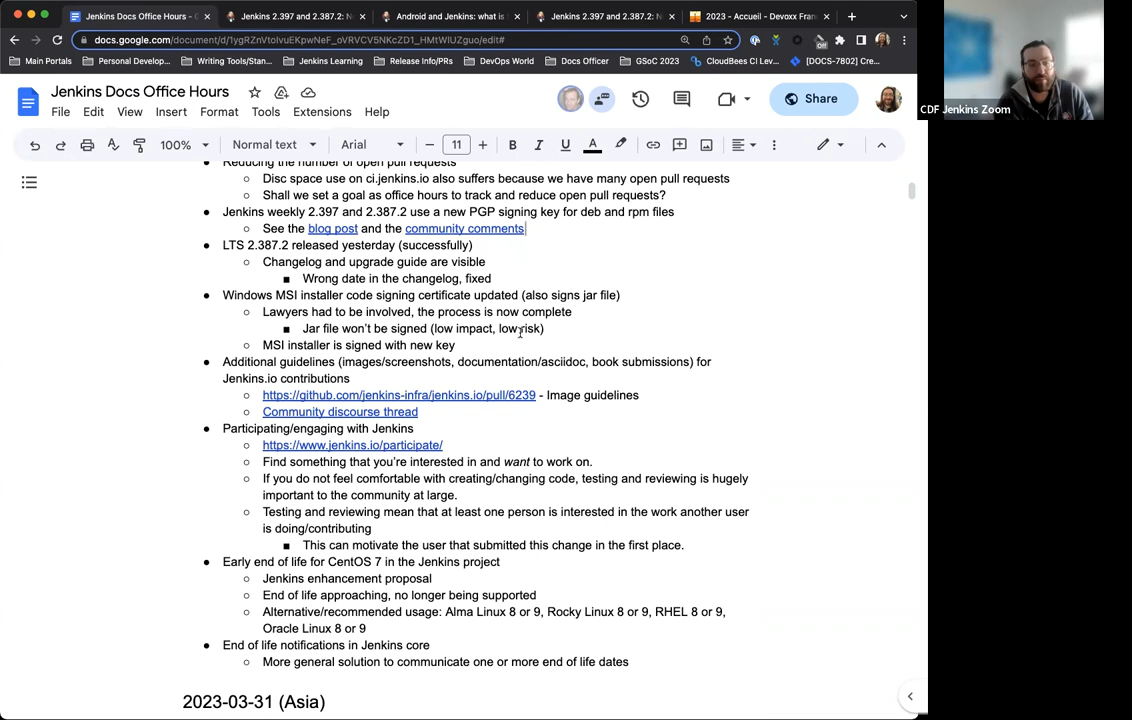 Jenkins Docs Office Hours - G
Jenkins 2.397 and 2.387.2: N
Android and Jenkins: what is
Jenkins 2.397 and 2.387.2: N
2023 - Accueil - Devoxx Fran
docs.google.com/document/d/1ygRZnVtoIvuEKpwNeF_oVRVCV5NKcZD1_HMtWIUZguo/edit#
Main Portals
Personal Develop...
Writing Tools/Stan...
Jenkins Learning
Release Info/PRs
DevOps World
Docs Officer
GSoC 2023
CloudBees CI Lev...
[DOCS-7802] (Cre...
Jenkins Docs Office Hours
File Edit View Insert Format Tools Extensions Help
Share
CDF Jenkins Zoom
100% Normal text Arial 11
Reducing the number of open pull requests
Disc space use on ci.jenkins.io also suffers because we have many open pull requests
Shall we set a goal as office hours to track and reduce open pull requests?
Jenkins weekly 2.397 and 2.387.2 use a new PGP signing key for deb and rpm files
See the blog post and the community comments
LTS 2.387.2 released yesterday (successfully)
Changelog and upgrade guide are visible
Wrong date in the changelog, fixed
Windows MSI installer code signing certificate updated (also signs jar file)
Lawyers had to be involved, the process is now complete
Jar file won't be signed (low impact, low risk)
MSI installer is signed with new key
Additional guidelines (images/screenshots, documentation/asciidoc, book submissions) for
Jenkins.io contributions
https://github.com/jenkins-infra/jenkins.io/pull/6239 - Image guidelines
Community discourse thread
Participating/engaging with Jenkins
https://www.jenkins.io/participate/
Find something that you're interested in and want to work on.
If you do not feel comfortable with creating/changing code, testing and reviewing is hugely
important to the community at large.
Testing and reviewing mean that at least one person is interested in the work another user
is doing/contributing
This can motivate the user that submitted this change in the first place.
Early end of life for CentOS 7 in the Jenkins project
Jenkins enhancement proposal
End of life approaching, no longer being supported
Alternative/recommended usage: Alma Linux 8 or 9, Rocky Linux 8 or 9, RHEL 8 or 9,
Oracle Linux 8 or 9
End of life notifications in Jenkins core
More general solution to communicate one or more end of life dates
2023-03-31 (Asia)